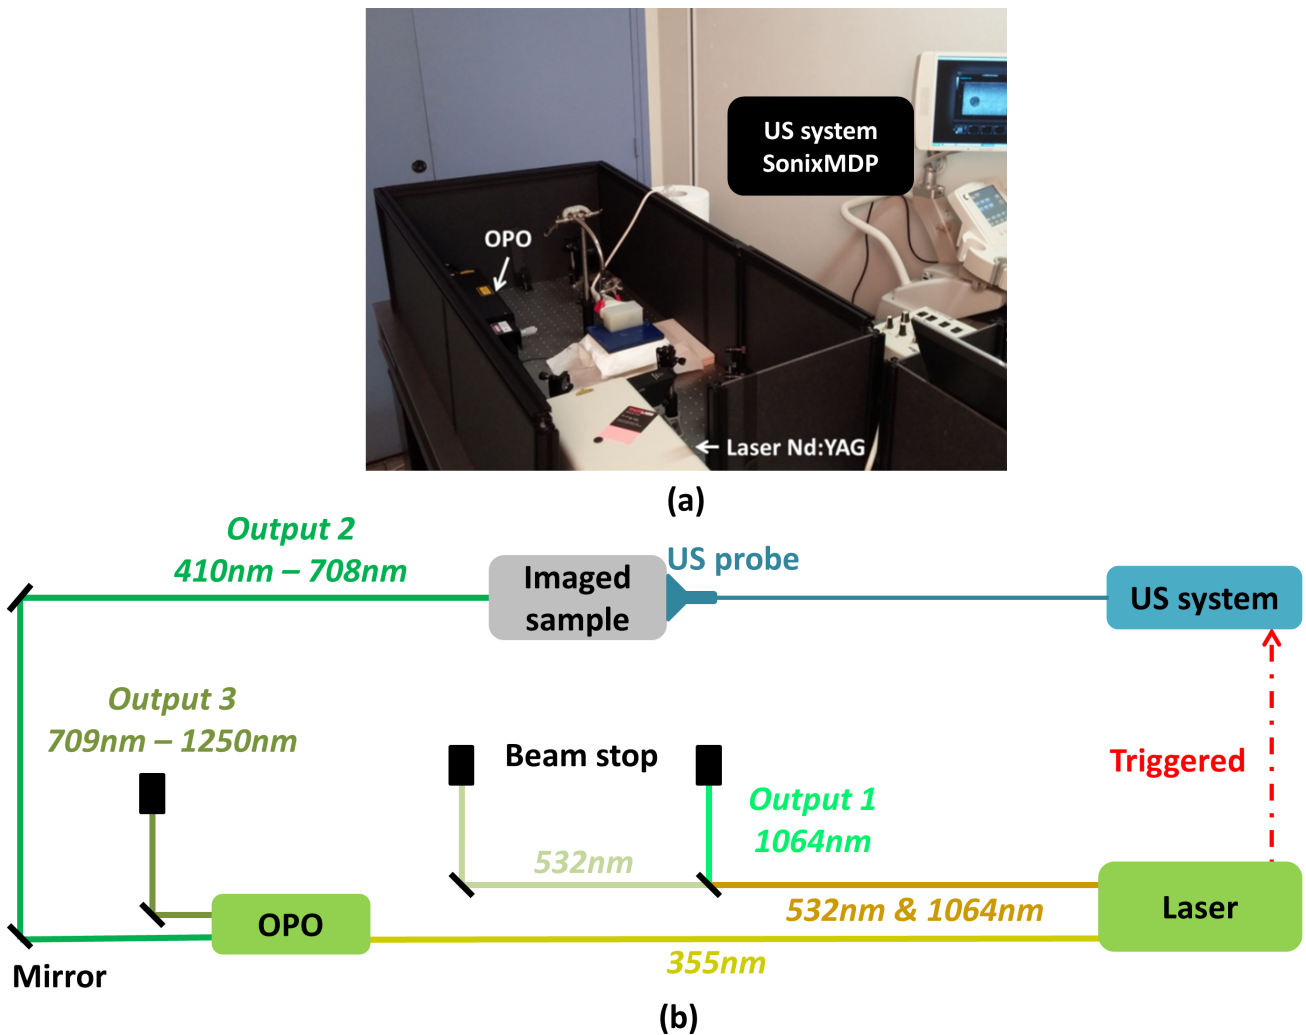 US system
SonixMDP
OPO
Laser Nd:YAG
(a)
Output 2
410nm – 708nm
US probe
Imaged
sample
US system
Output 3
709nm – 1250nm
Beam stop
Triggered
Output 1
1064nm
532nm
532nm & 1064nm
Laser
OPO
355nm
Mirror
(b)